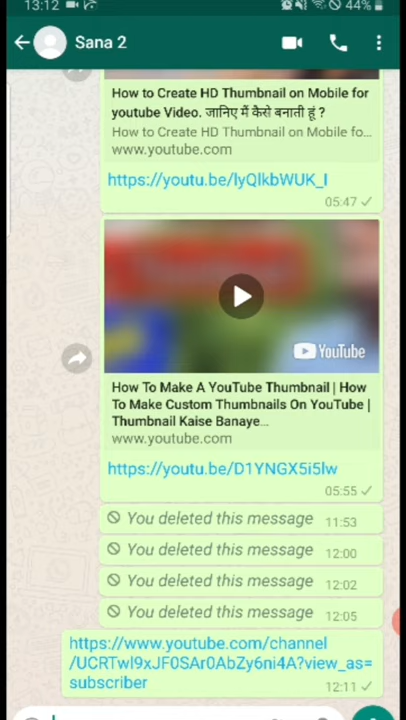 13:12
44%
Sana 2
How to Create HD Thumbnail on Mobile for
youtube Video. जानिए मैं कैसे बनाती हूं ?
How to Create HD Thumbnail on Mobile fo...
www.youtube.com
https://youtu.be/lyQlkbWUK_I
05:47
YouTube
How To Make A YouTube Thumbnail | How
To Make Custom Thumbnails On YouTube |
Thumbnail Kaise Banaye...
www.youtube.com
https://youtu.be/D1YNGX5i5lw
05:55
You deleted this message 11:53
You deleted this message 12:00
You deleted this message 12:02
You deleted this message 12:05
https://www.youtube.com/channel
/UCRTwl9xJF0SAr0AbZy6ni4A?view_as=
subscriber
12:11